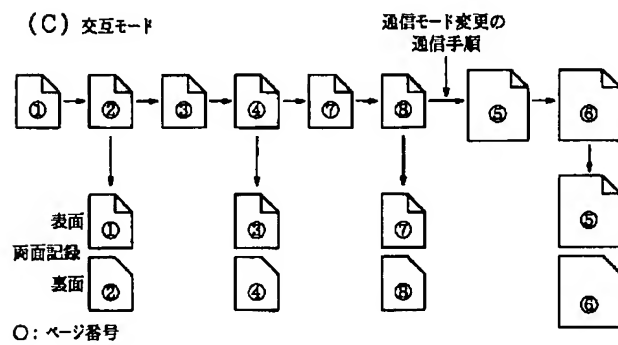 (C) 交互モード
通信モード変更の
通信手順
① ② ③ ④ ⑦ ⑧ ⑤ ⑥
表面 ① ③ ⑦ ⑤
両面記録
裏面 ② ④ ⑧ ⑥
○: ページ番号